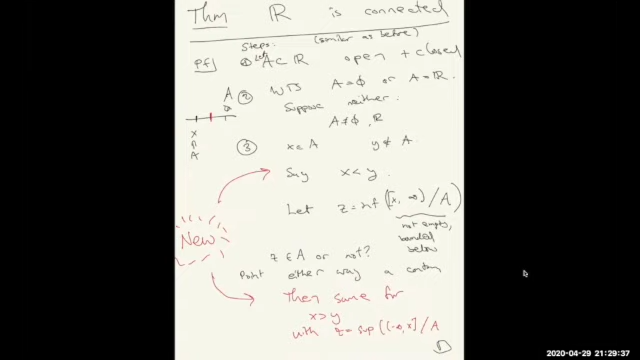 Thm ℝ is connected
Steps: (similar as before)
pf] ① Let A⊂ℝ open + closed
② WTS A=∅ or A=ℝ.
Suppose neither.
A≠∅,ℝ
③ x∈A y∉A.
Say x<y.
Let z=inf([x,∞)/A)
not empty,
bounded
below
New
z∈A or not?
Point either way a contra
Then same for
x>y
with z=sup((-∞,x]/A
A
x
A
2020-04-29 21:29:37